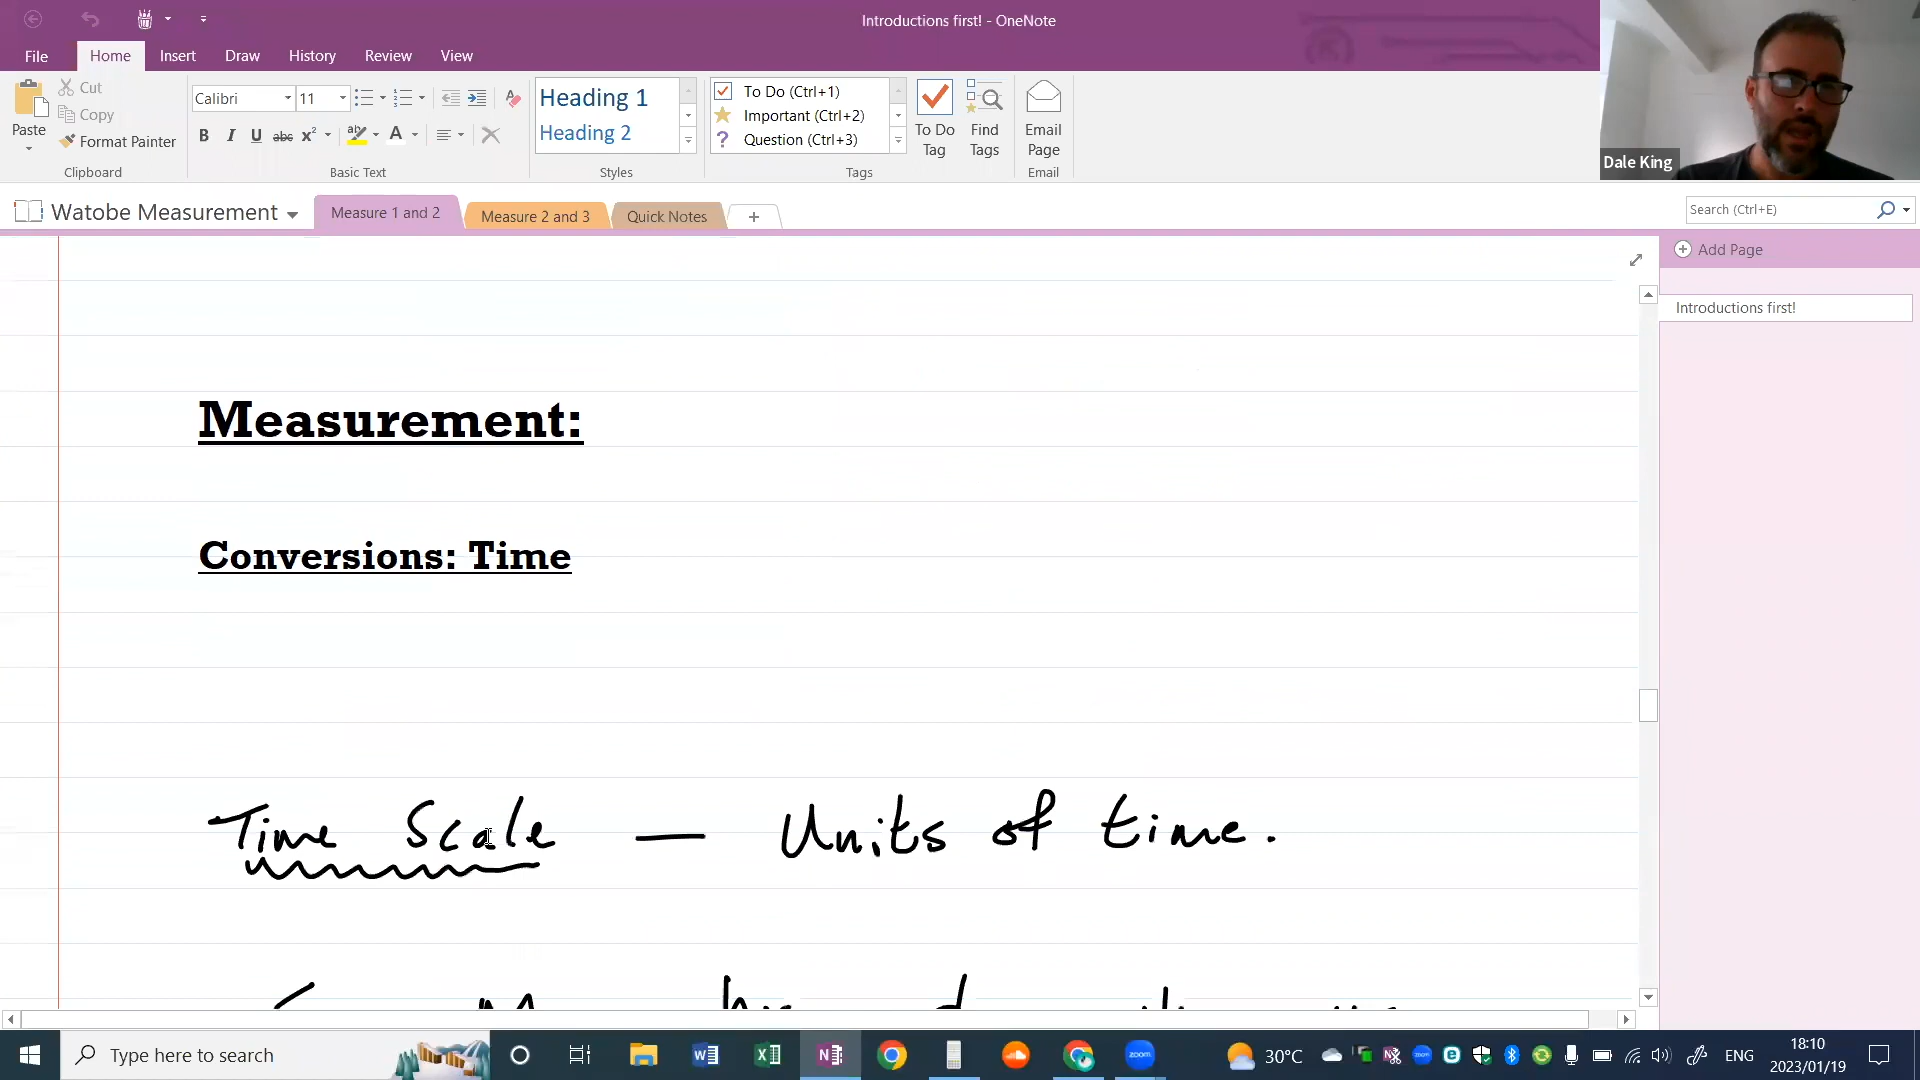 Introductions first! - OneNote
File Home Insert Draw History Review View
Paste
Cut
Copy
Format Painter
Clipboard
Calibri 11
B I U abc x²
A
Basic Text
Heading 1
Heading 2
Styles
To Do (Ctrl+1)
Important (Ctrl+2)
Question (Ctrl+3)
Tags
To Do Tag
Find Tags
Email Page
Email
Dale King
Watobe Measurement
Measure 1 and 2
Measure 2 and 3
Quick Notes
+
Search (Ctrl+E)
Add Page
Introductions first!
Measurement:
Conversions: Time
Time Scale — Units of time.
Type here to search
zoom
30°C
ENG
18:10
2023/01/19